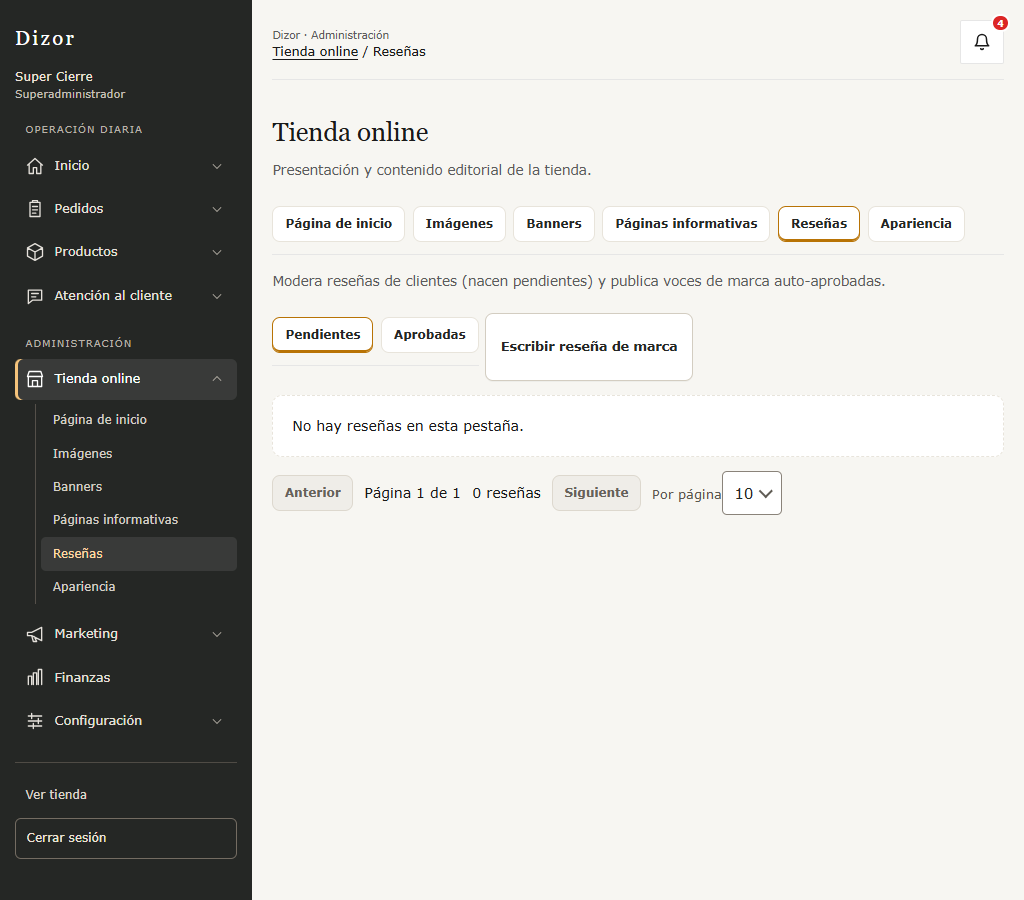 Dizor
Super Cierre
Superadministrador
OPERACIÓN DIARIA
Inicio
Pedidos
Productos
Atención al cliente
ADMINISTRACIÓN
Tienda online
Página de inicio
Imágenes
Banners
Páginas informativas
Reseñas
Apariencia
Marketing
Finanzas
Configuración
Ver tienda
Cerrar sesión
Dizor · Administración
Tienda online / Reseñas
4
Tienda online
Presentación y contenido editorial de la tienda.
Página de inicio Imágenes Banners Páginas informativas Reseñas Apariencia
Modera reseñas de clientes (nacen pendientes) y publica voces de marca auto-aprobadas.
Pendientes Aprobadas Escribir reseña de marca
No hay reseñas en esta pestaña.
Anterior Página 1 de 1 0 reseñas Siguiente Por página 10